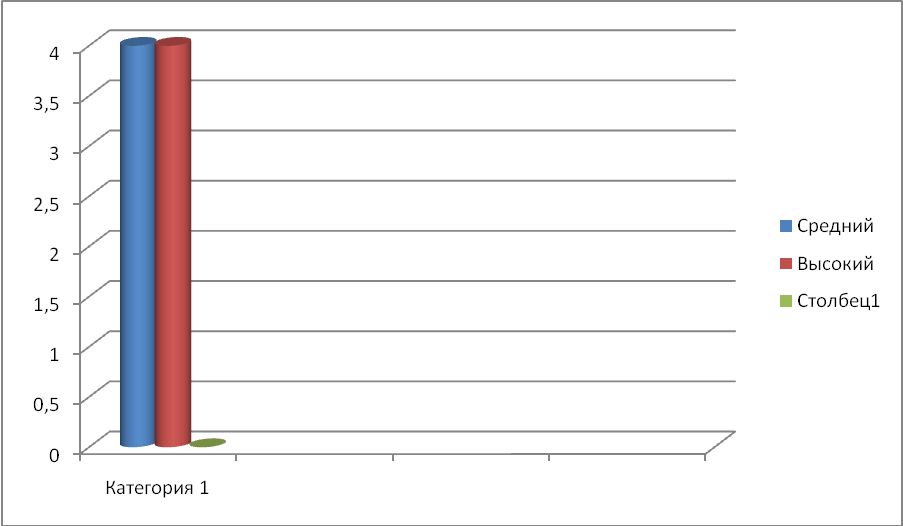 4
3,5
3
2,5
2
1,5
1
0,5
0
Категория 1
Средний
Высокий
Столбец1